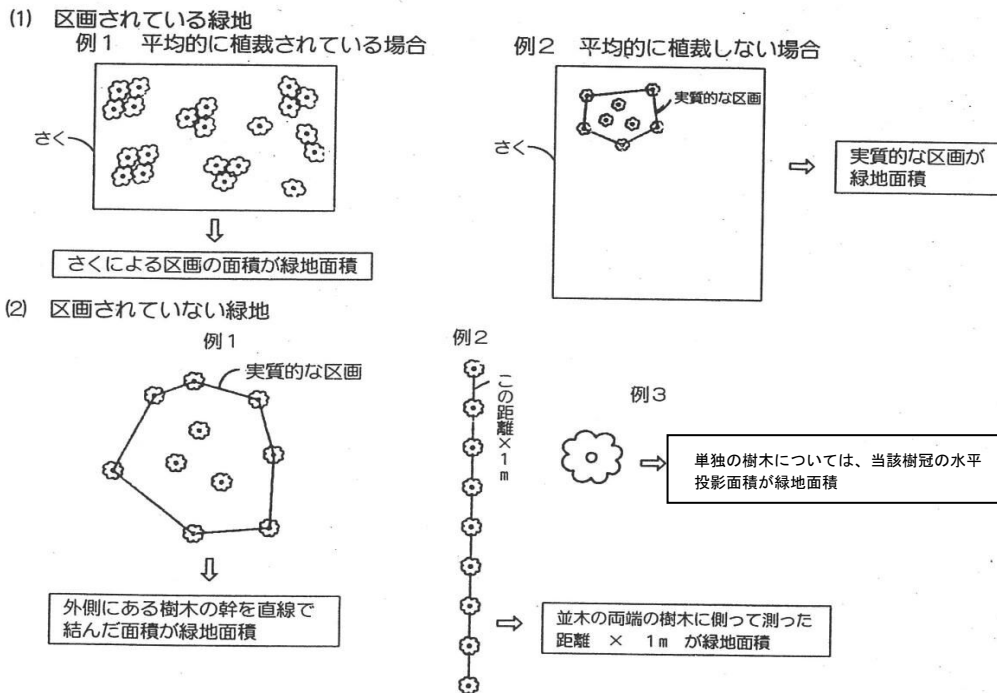 (1) 区画されている緑地
例1 平均的に植裁されている場合
さく
さくによる区画の面積が緑地面積
例2 平均的に植裁しない場合
実質的な区画
さく
実質的な区画が
緑地面積
(2) 区画されていない緑地
例1
実質的な区画
外側にある樹木の幹を直線で
結んだ面積が緑地面積
例2
この距離×1m
並木の両端の樹木に側って測った
距離 × 1m が緑地面積
例3
単独の樹木については、当該樹冠の水平
投影面積が緑地面積